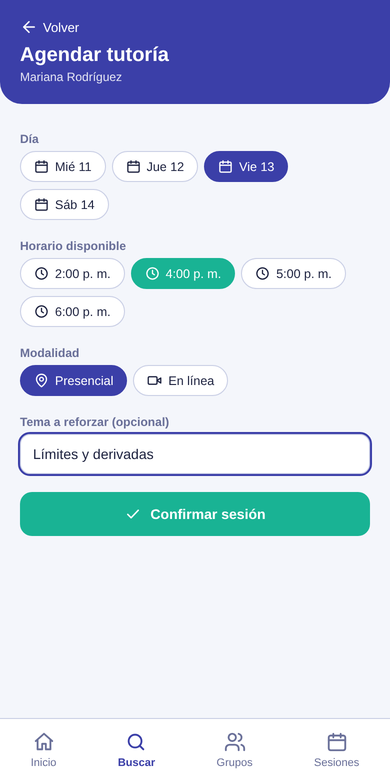 Volver
Agendar tutoría
Mariana Rodríguez
Día
Mié 11
Jue 12
Vie 13
Sáb 14
Horario disponible
2:00 p. m.
4:00 p. m.
5:00 p. m.
6:00 p. m.
Modalidad
Presencial
En línea
Tema a reforzar (opcional)
Límites y derivadas
Confirmar sesión
Inicio
Buscar
Grupos
Sesiones